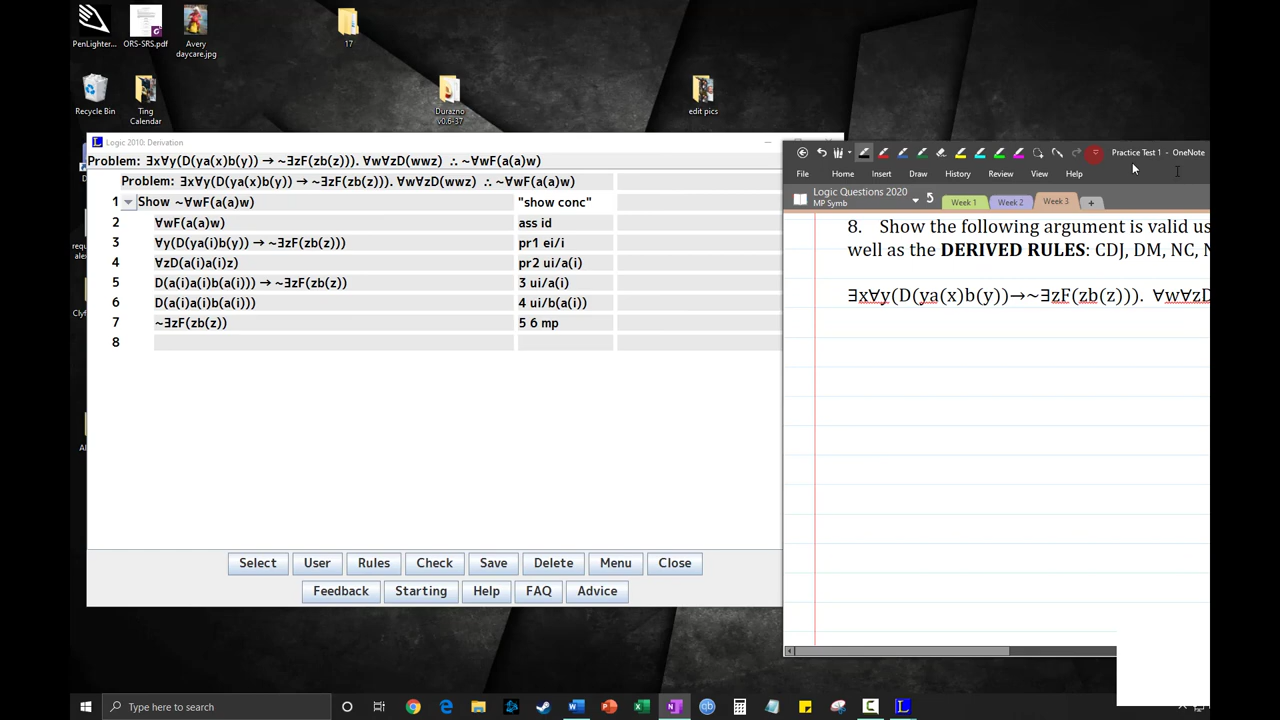 PenLighter...
ORS-SRS.pdf
Avery
daycare.jpg
17
Recycle Bin
Ting
Calendar
Durazno
v0.6-37
edit pics
Logic 2010: Derivation
Problem: ∃x∀y(D(ya(x)b(y)) → ~∃zF(zb(z))). ∀w∀zD(wwz) ∴ ~∀wF(a(a)w)
Problem: ∃x∀y(D(ya(x)b(y)) → ~∃zF(zb(z))). ∀w∀zD(wwz) ∴ ~∀wF(a(a)w)
1 Show ~∀wF(a(a)w) "show conc"
2 ∀wF(a(a)w) ass id
3 ∀y(D(ya(i)b(y)) → ~∃zF(zb(z))) pr1 ei/i
4 ∀zD(a(i)a(i)z) pr2 ui/a(i)
5 D(a(i)a(i)b(a(i))) → ~∃zF(zb(z)) 3 ui/a(i)
6 D(a(i)a(i)b(a(i))) 4 ui/b(a(i))
7 ~∃zF(zb(z)) 5 6 mp
8
Select User Rules Check Save Delete Menu Close
Feedback Starting Help FAQ Advice
Practice Test 1 - OneNote
File Home Insert Draw History Review View Help
Logic Questions 2020
MP Symb
5
Week 1 Week 2 Week 3 +
8. Show the following argument is valid us
well as the DERIVED RULES: CDJ, DM, NC, N
∃x∀y(D(ya(x)b(y))→~∃zF(zb(z))). ∀w∀zD
Type here to search